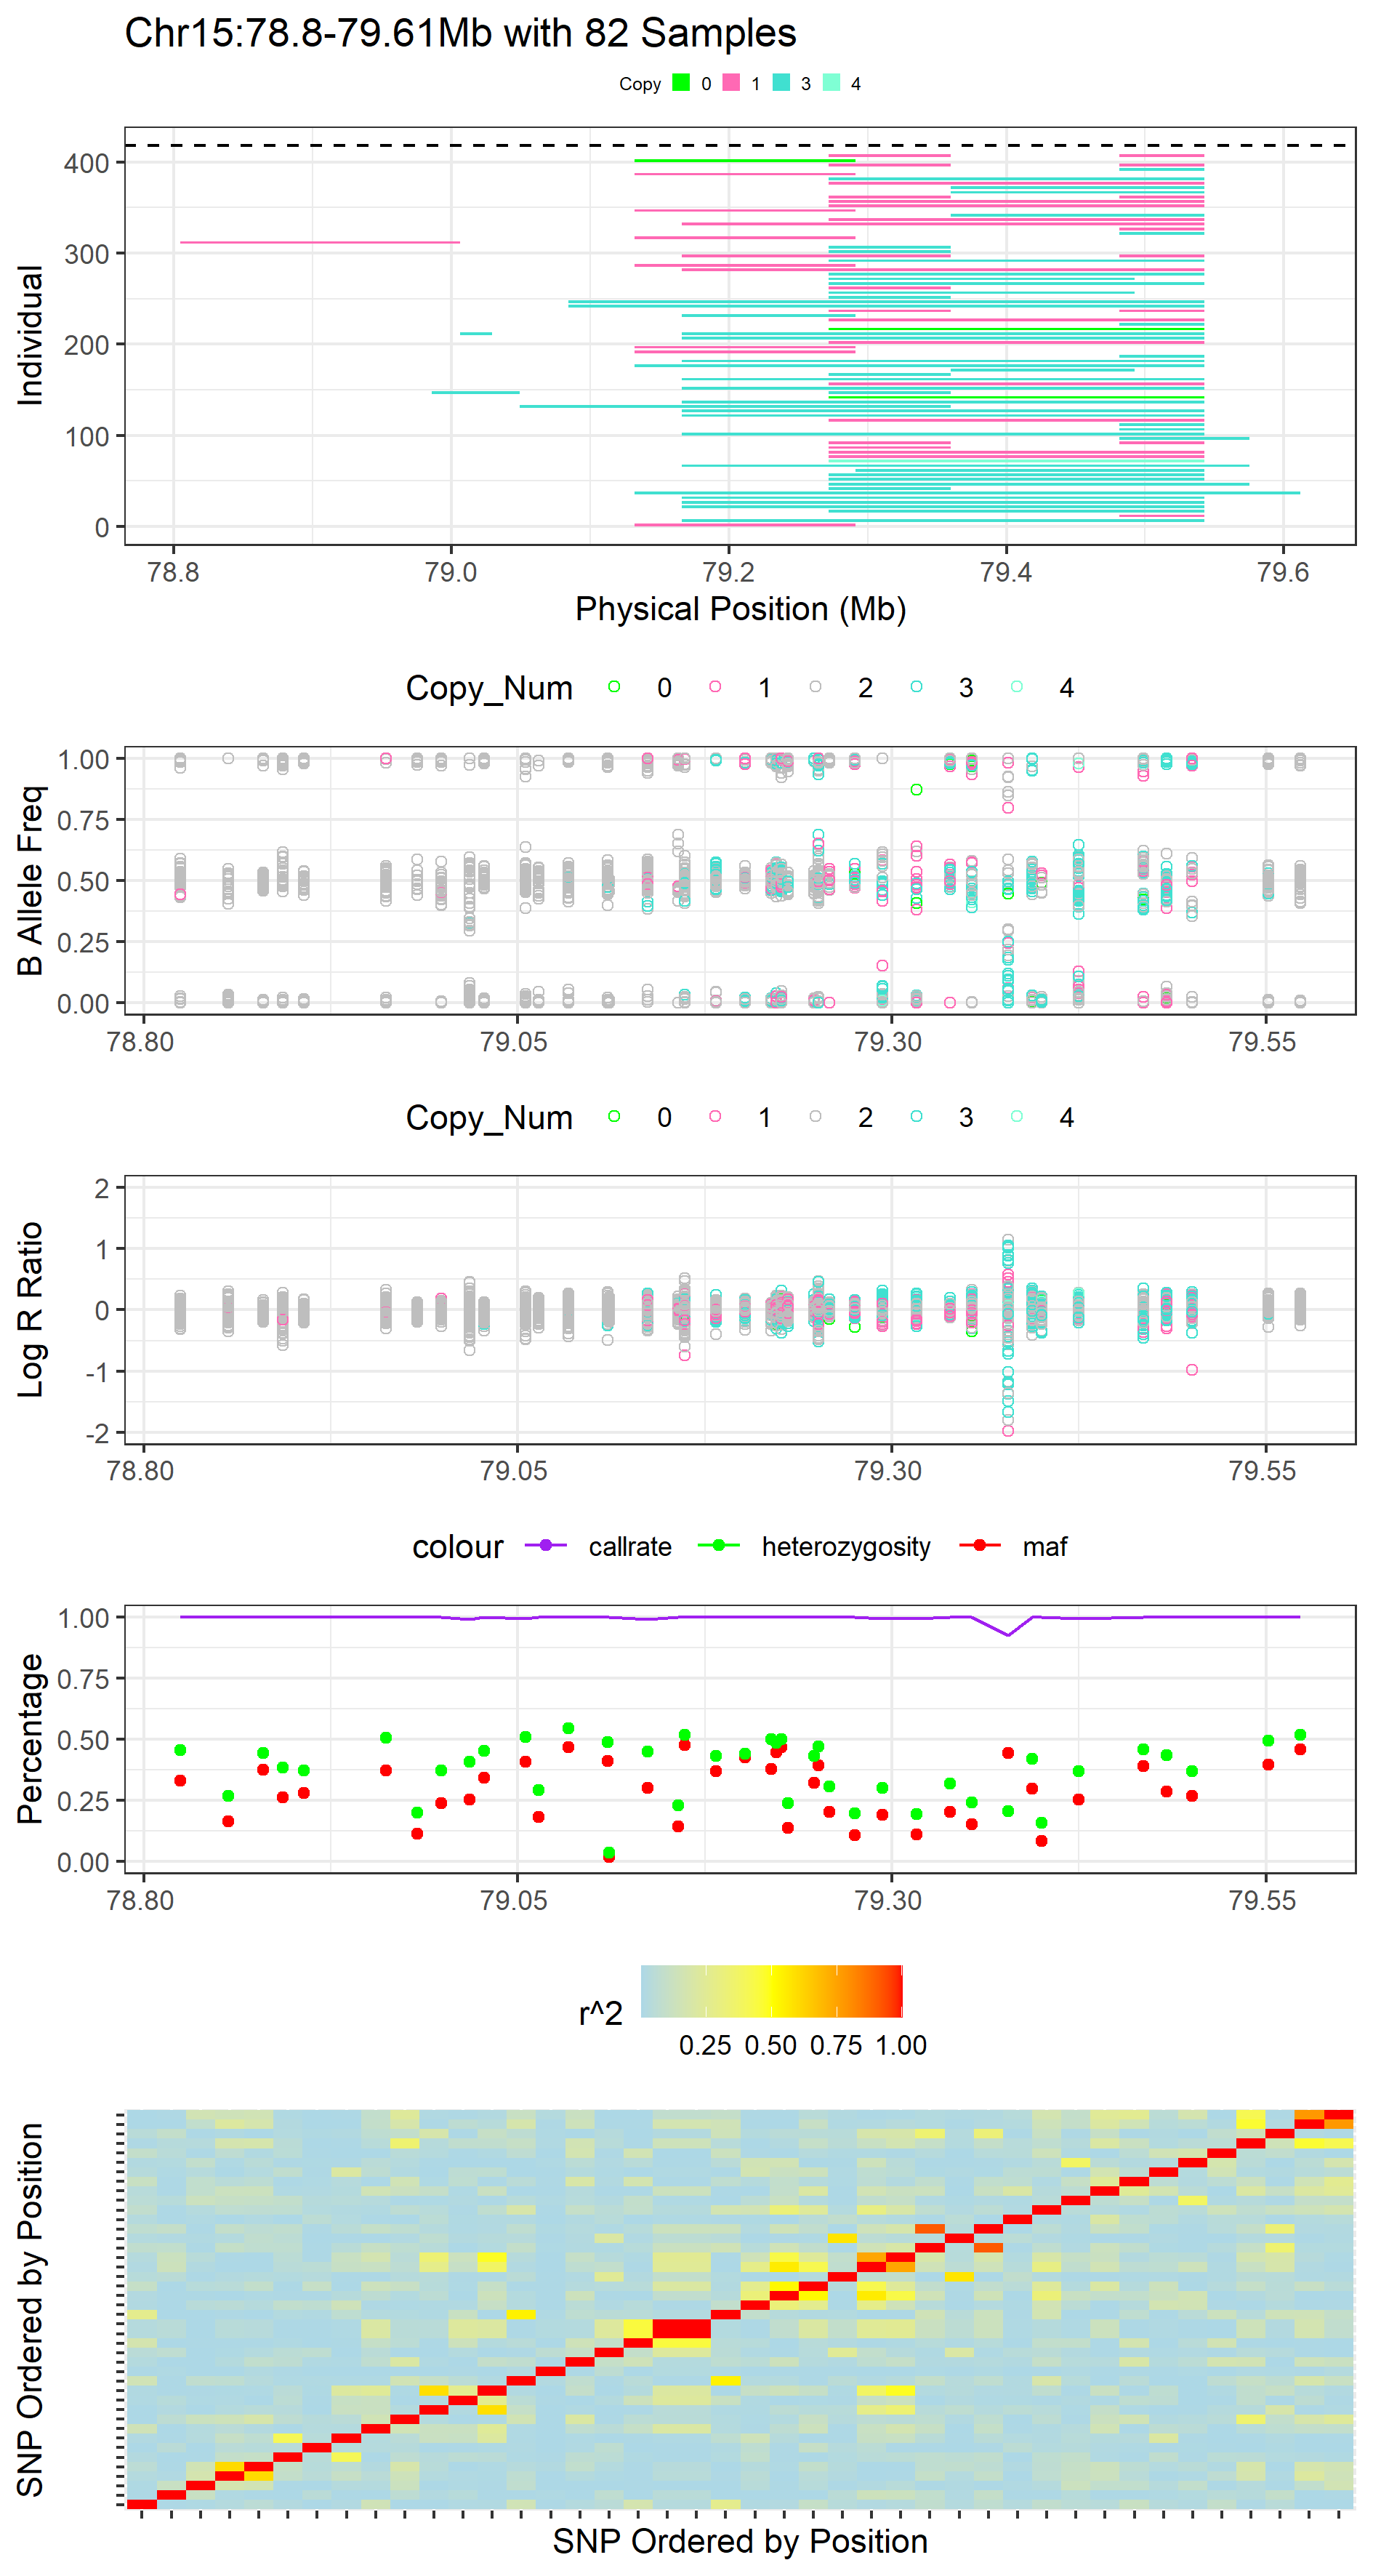 Chr15:78.8-79.61Mb with 82 Samples
Copy 0 1 3 4
Individual
400
300
200
100
0
78.8 79.0 79.2 79.4 79.6
Physical Position (Mb)
Copy_Num 0 1 2 3 4
B Allele Freq
1.00
0.75
0.50
0.25
0.00
78.80 79.05 79.30 79.55
Copy_Num 0 1 2 3 4
Log R Ratio
2
1
0
-1
-2
78.80 79.05 79.30 79.55
colour callrate heterozygosity maf
Percentage
1.00
0.75
0.50
0.25
0.00
78.80 79.05 79.30 79.55
r^2
0.25 0.50 0.75 1.00
SNP Ordered by Position
SNP Ordered by Position